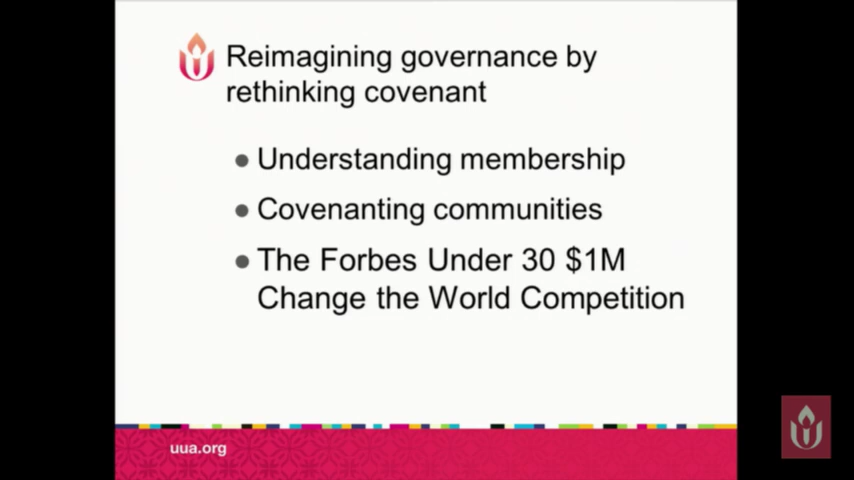 Reimagining governance by
rethinking covenant
● Understanding membership
● Covenanting communities
● The Forbes Under 30 $1M
Change the World Competition
uua.org